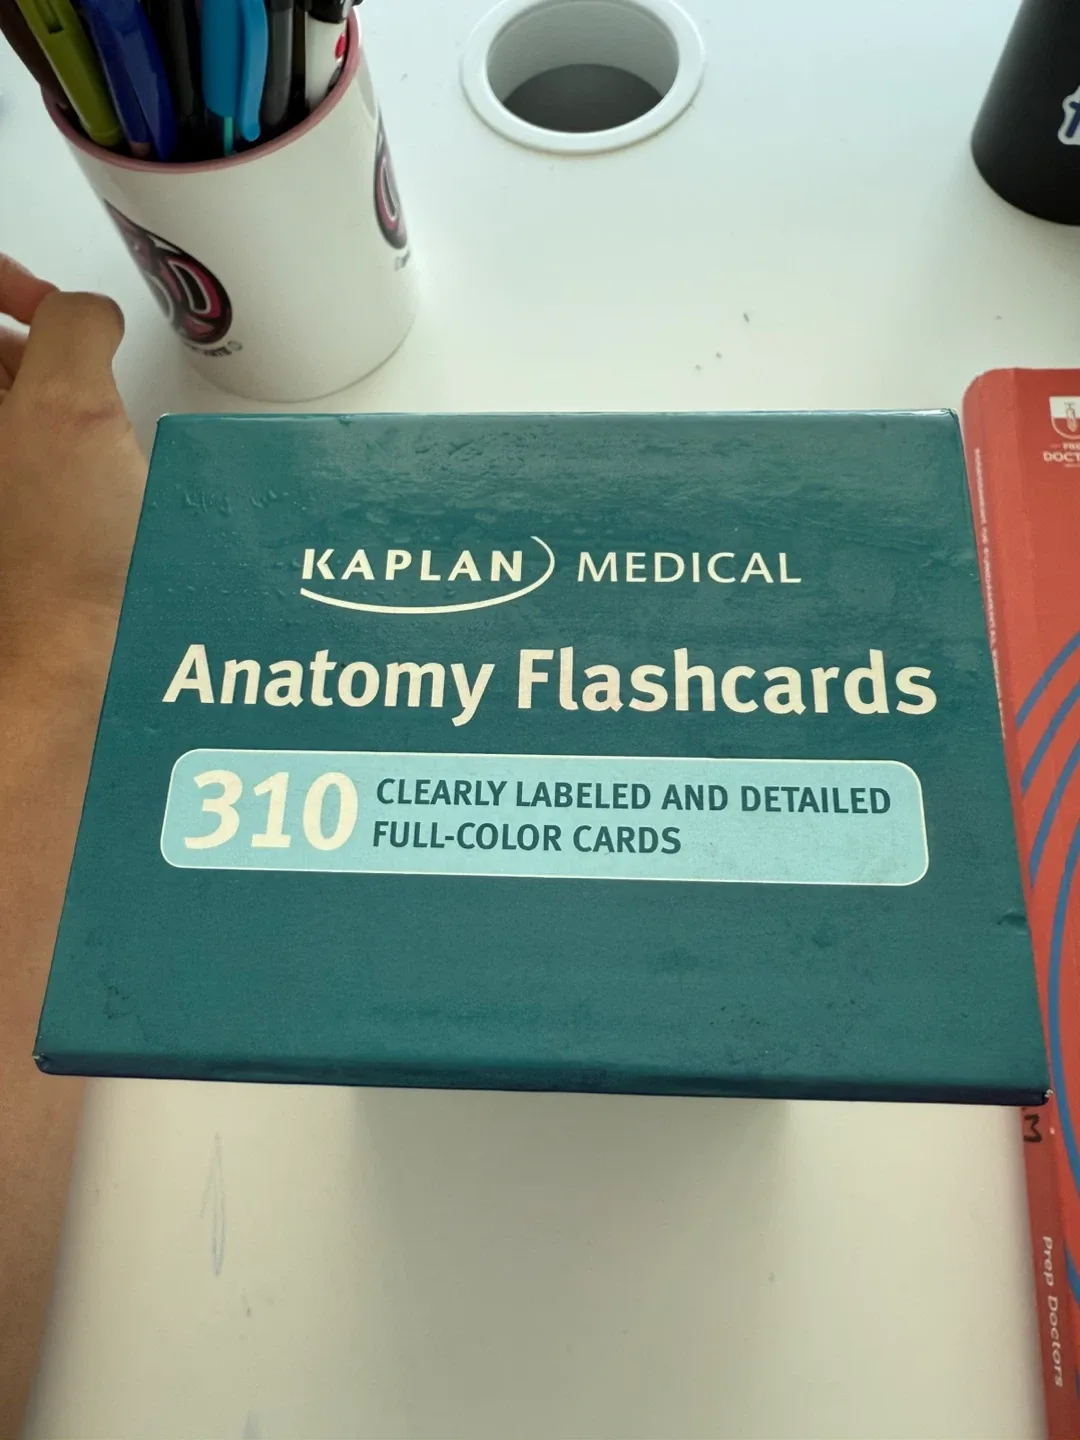 KAPLAN MEDICAL
Anatomy Flashcards
310 CLEARLY LABELED AND DETAILED
FULL-COLOR CARDS
Prep Doctors